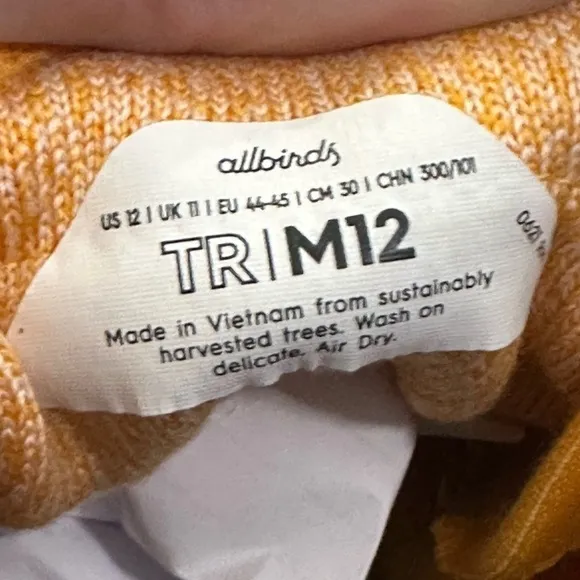 allbirds
US 12 | UK 11 | EU 44-45 | CM 30 | CHN 300/101
TR | M12
Made in Vietnam from sustainably
harvested trees. Wash on
delicate. Air Dry.